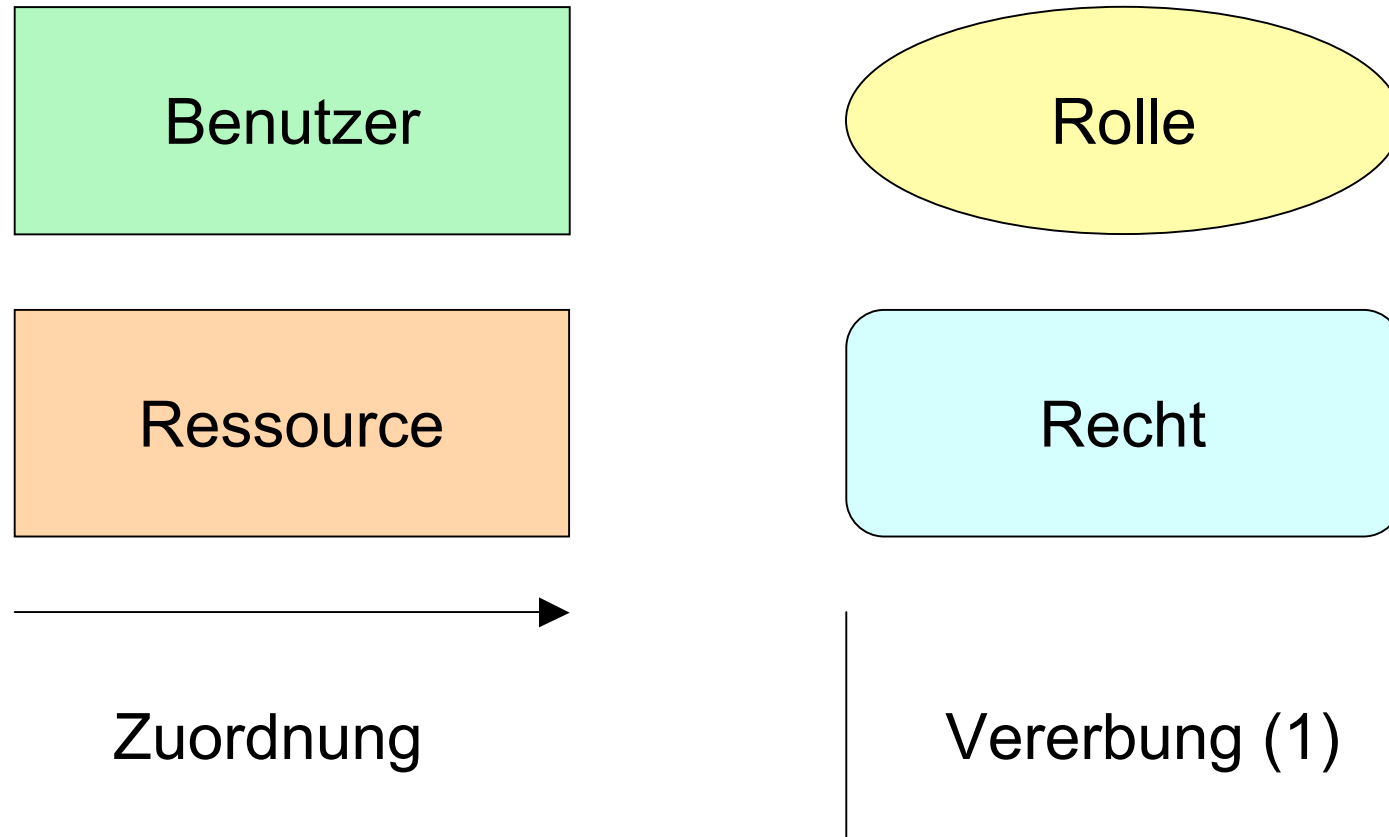 Benutzer
Rolle
Ressource
Recht
Zuordnung
Vererbung (1)